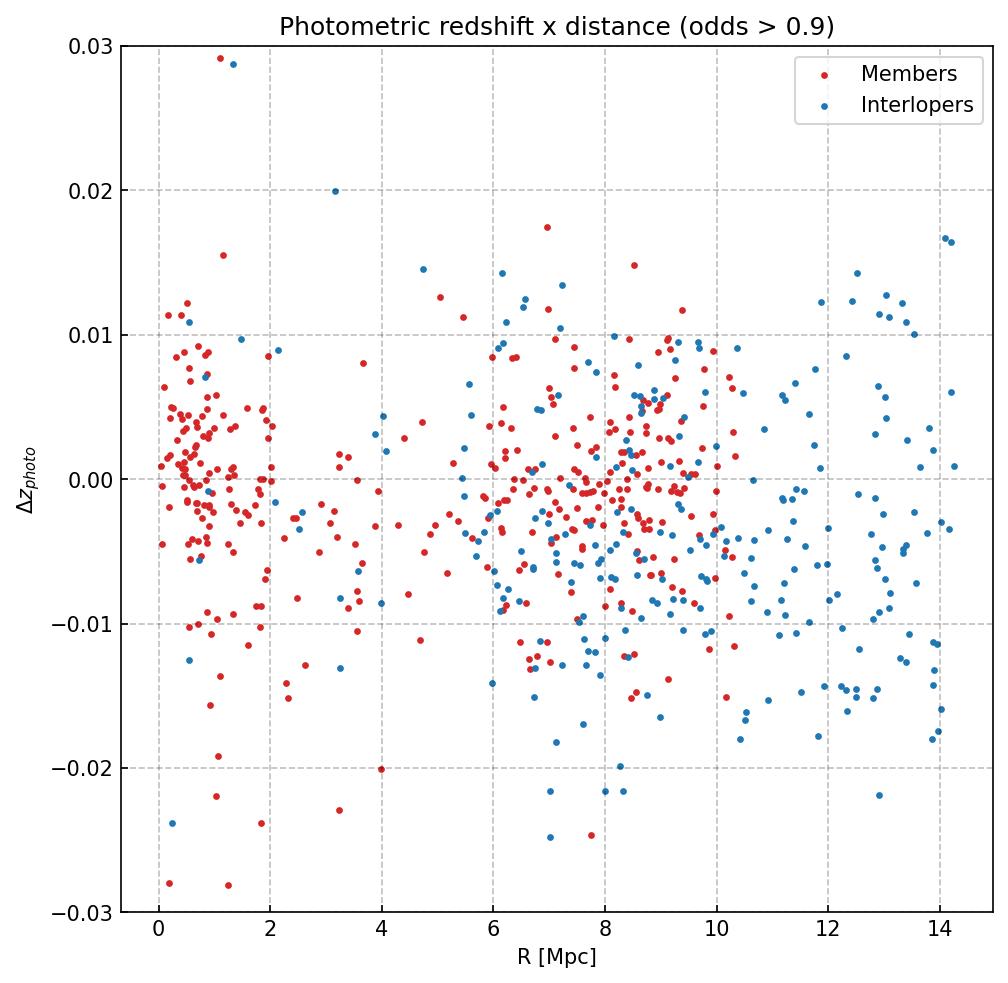 Photometric redshift x distance (odds > 0.9)
Members
Interlopers
0.03
0.02
0.01
0.00
−0.01
−0.02
−0.03
Δz_photo
0 2 4 6 8 10 12 14
R [Mpc]